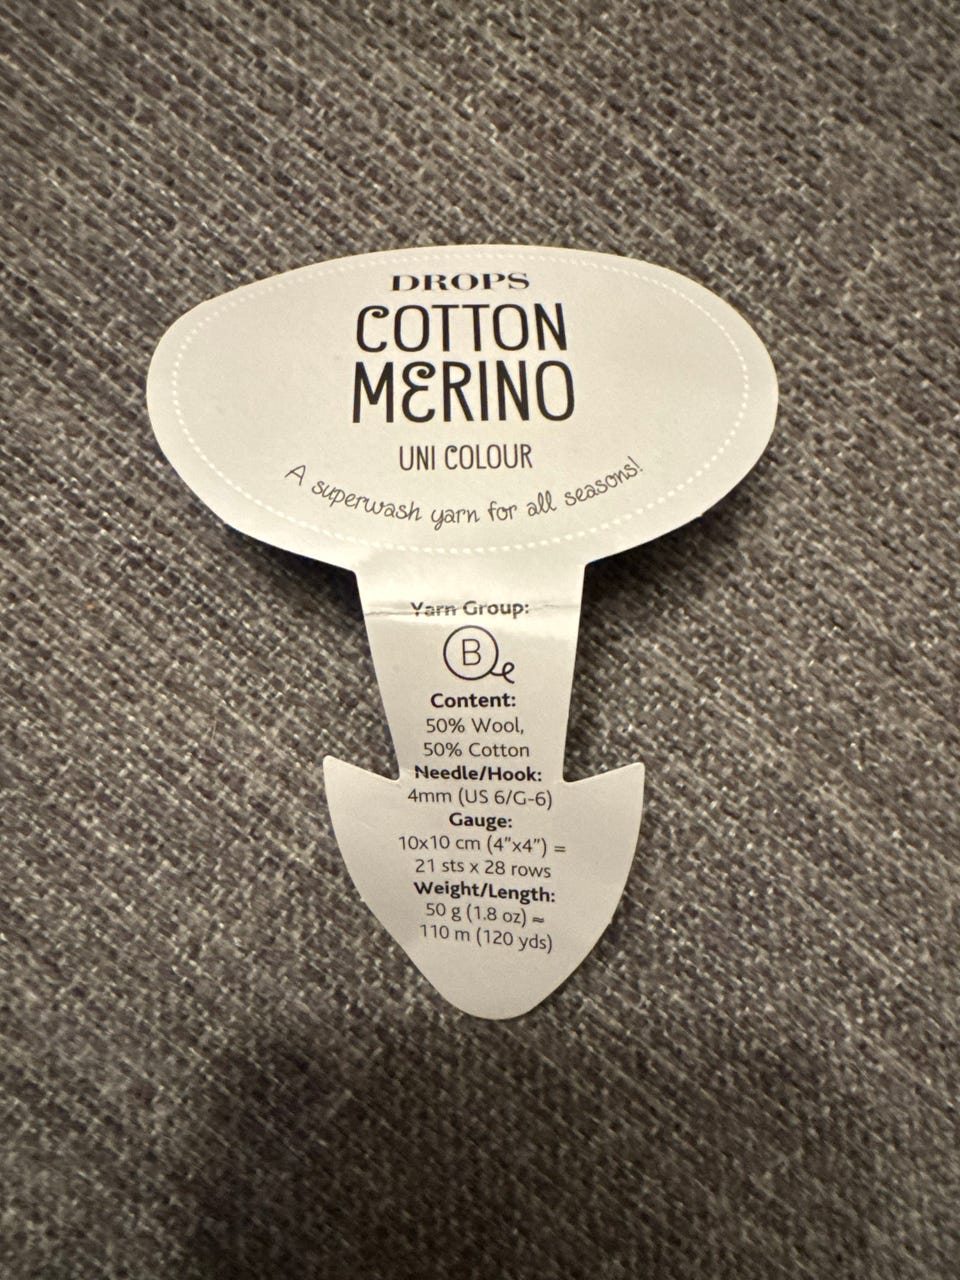 DROPS
COTTON
MERINO
UNI COLOUR
A superwash yarn for all seasons!
Yarn Group:
B
Content:
50% Wool,
50% Cotton
Needle/Hook:
4mm (US 6/G-6)
Gauge:
10x10 cm (4"x4") =
21 sts x 28 rows
Weight/Length:
50 g (1.8 oz) ≈
110 m (120 yds)